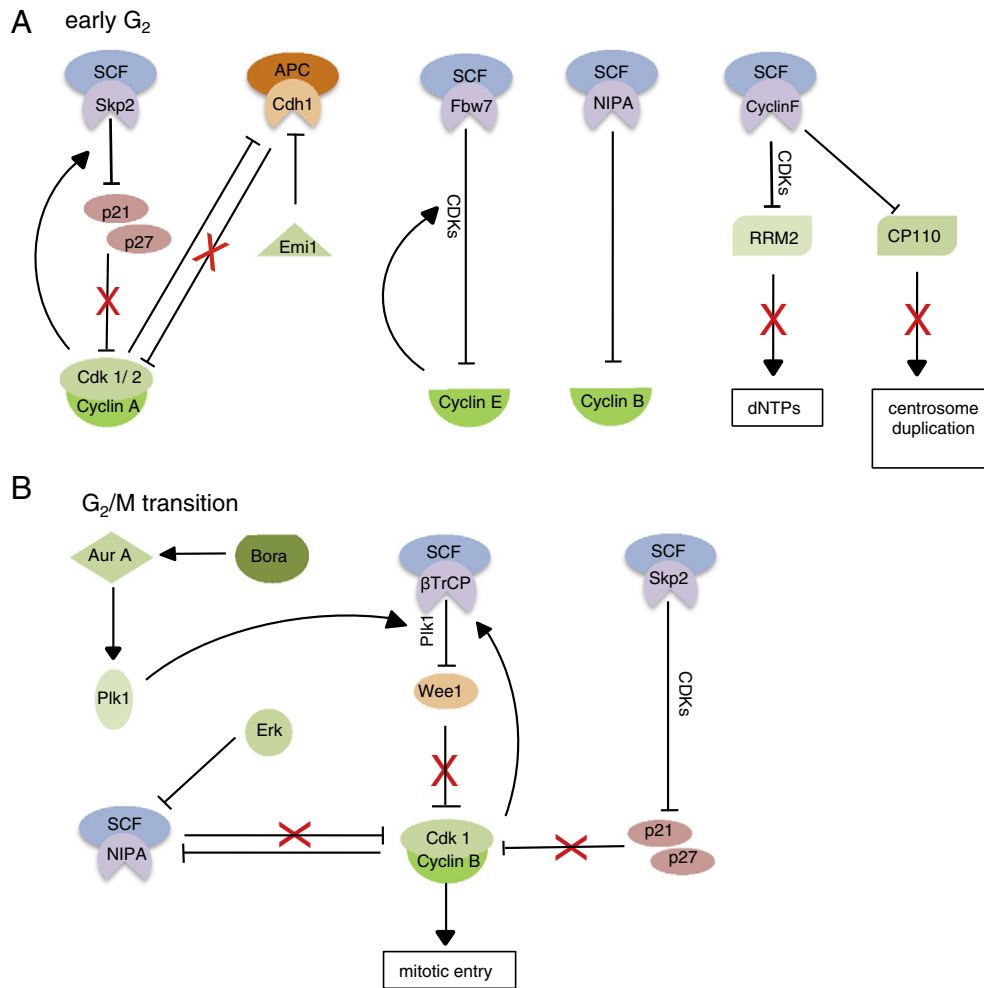 A early G2
SCF
Skp2
APC
Cdh1
SCF
Fbw7
SCF
NIPA
SCF
CyclinF
p21
p27
Emi1
CDKs
CDKs
RRM2
CP110
Cdk 1/ 2
Cyclin A
Cyclin E
Cyclin B
dNTPs
centrosome
duplication
B G2/M transition
Aur A
Bora
SCF
βTrCP
SCF
Skp2
Plk1
Plk1
Wee1
CDKs
Erk
SCF
NIPA
Cdk 1
Cyclin B
p21
p27
mitotic entry